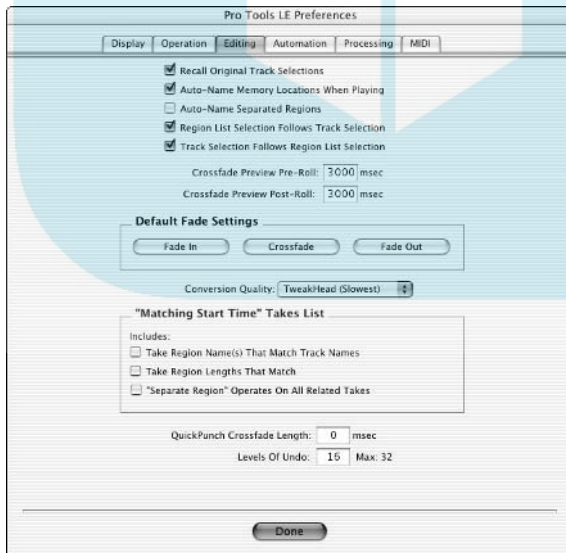 Pro Tools LE Preferences
Display Operation Editing Automation Processing MIDI
Recall Original Track Selections
Auto-Name Memory Locations When Playing
Auto-Name Separated Regions
Region List Selection Follows Track Selection
Track Selection Follows Region List Selection
Crossfade Preview Pre-Roll: 3000 msec
Crossfade Preview Post-Roll: 3000 msec
Default Fade Settings
Fade In Crossfade Fade Out
Conversion Quality: TweakHead (Slowest)
"Matching Start Time" Takes List
Includes:
Take Region Name(s) That Match Track Names
Take Region Lengths That Match
"Separate Region" Operates On All Related Takes
QuickPunch Crossfade Length: 0 msec
Levels Of Undo: 16 Max: 32
Done